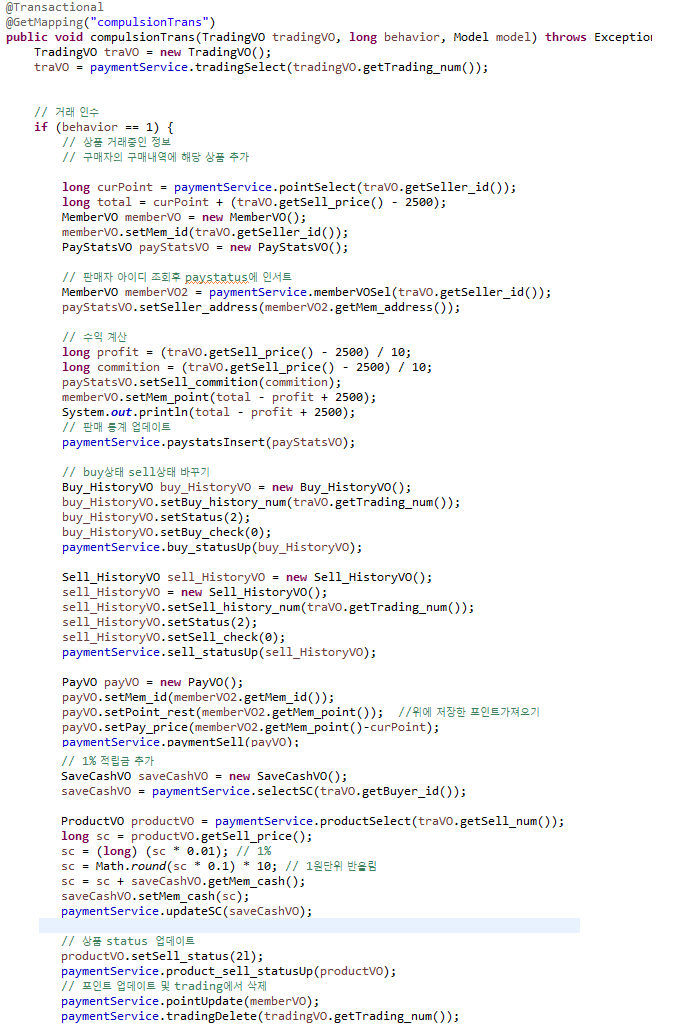 @Transactional
@GetMapping("compulsionTrans")
public void compulsionTrans(TradingVO tradingVO, long behavior, Model model) throws Exception
TradingVO traVO = new TradingVO();
traVO = paymentService.tradingSelect(tradingVO.getTrading_num());
// 거래 인수
if (behavior == 1) {
// 상품 거래중인 정보
// 구매자의 구매내역에 해당 상품 추가
long curPoint = paymentService.pointSelect(traVO.getSeller_id());
long total = curPoint + (traVO.getSell_price() - 2500);
MemberVO memberVO = new MemberVO();
memberVO.setMem_id(traVO.getSeller_id());
PayStatsVO payStatsVO = new PayStatsVO();
// 판매자 아이디 조회후 paystatus에 인서트
MemberVO memberVO2 = paymentService.memberVOSel(traVO.getSeller_id());
payStatsVO.setSeller_address(memberVO2.getMem_address());
// 수익 계산
long profit = (traVO.getSell_price() - 2500) / 10;
long commition = (traVO.getSell_price() - 2500) / 10;
payStatsVO.setSell_commition(commition);
memberVO.setMem_point(total - profit + 2500);
System.out.println(total - profit + 2500);
// 판매 통계 업데이트
paymentService.paystatsInsert(payStatsVO);
// buy상태 sell상태 바꾸기
Buy_HistoryVO buy_HistoryVO = new Buy_HistoryVO();
buy_HistoryVO.setBuy_history_num(traVO.getTrading_num());
buy_HistoryVO.setStatus(2);
buy_HistoryVO.setBuy_check(0);
paymentService.buy_statusUp(buy_HistoryVO);
Sell_HistoryVO sell_HistoryVO = new Sell_HistoryVO();
sell_HistoryVO = new Sell_HistoryVO();
sell_HistoryVO.setSell_history_num(traVO.getTrading_num());
sell_HistoryVO.setStatus(2);
sell_HistoryVO.setSell_check(0);
paymentService.sell_statusUp(sell_HistoryVO);
PayVO payVO = new PayVO();
payVO.setMem_id(memberVO2.getMem_id());
payVO.setPoint_rest(memberVO2.getMem_point()); //위에 저장한 포인트가져오기
payVO.setPay_price(memberVO2.getMem_point()-curPoint);
paymentService.paymentSell(payVO);
// 1% 적립금 추가
SaveCashVO saveCashVO = new SaveCashVO();
saveCashVO = paymentService.selectSC(traVO.getBuyer_id());
ProductVO productVO = paymentService.productSelect(traVO.getSell_num());
long sc = productVO.getSell_price();
sc = (long) (sc * 0.01); // 1%
sc = Math.round(sc * 0.1) * 10; // 1원단위 반올림
sc = sc + saveCashVO.getMem_cash();
saveCashVO.setMem_cash(sc);
paymentService.updateSC(saveCashVO);
// 상품 status 업데이트
productVO.setSell_status(2l);
paymentService.product_sell_statusUp(productVO);
// 포인트 업데이트 및 trading에서 삭제
paymentService.pointUpdate(memberVO);
paymentService.tradingDelete(tradingVO.getTrading_num());